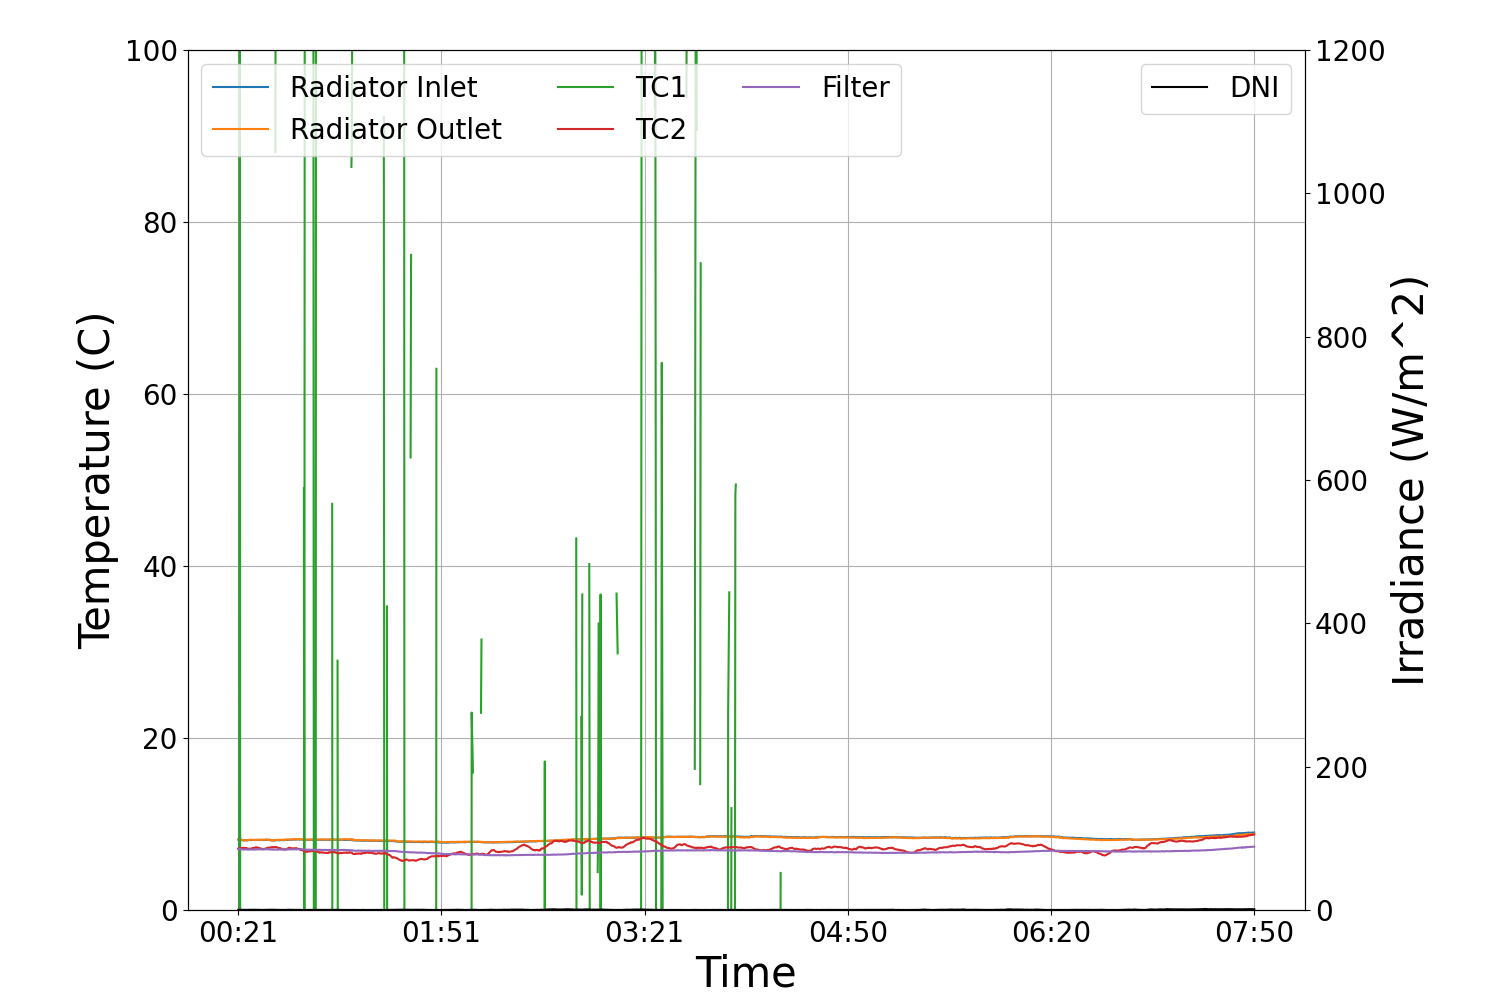 100
80
60
40
20
0
Temperature (C)
Radiator Inlet
Radiator Outlet
TC1
TC2
Filter
DNI
1200
1000
800
600
400
200
0
Irradiance (W/m^2)
00:21 01:51 03:21 04:50 06:20 07:50
Time